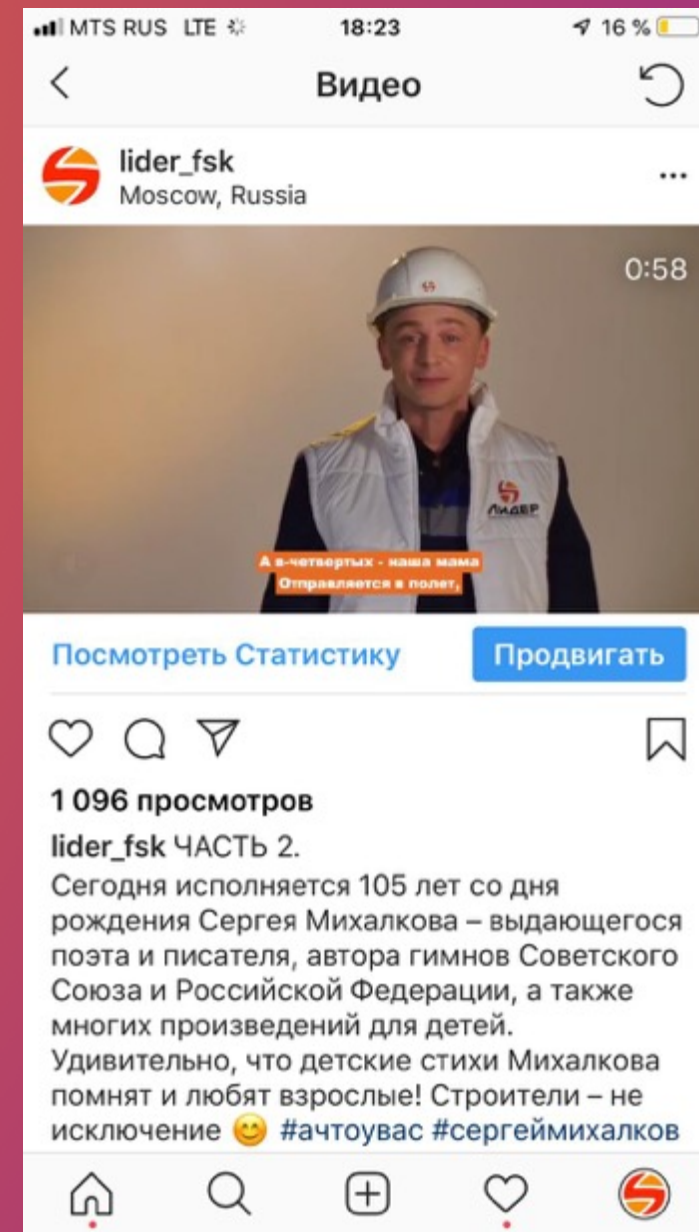 MTS RUS LTE 18:23 16 %
Видео
lider_fsk
Moscow, Russia
0:58
ЛИДЕР
А в-четвертых - наша мама
Отправляется в полет,
Посмотреть Статистику Продвигать
1 096 просмотров
lider_fsk ЧАСТЬ 2.
Сегодня исполняется 105 лет со дня
рождения Сергея Михалкова – выдающегося
поэта и писателя, автора гимнов Советского
Союза и Российской Федерации, а также
многих произведений для детей.
Удивительно, что детские стихи Михалкова
помнят и любят взрослые! Строители – не
исключение 😊 #ачтоувас #сергеймихалков